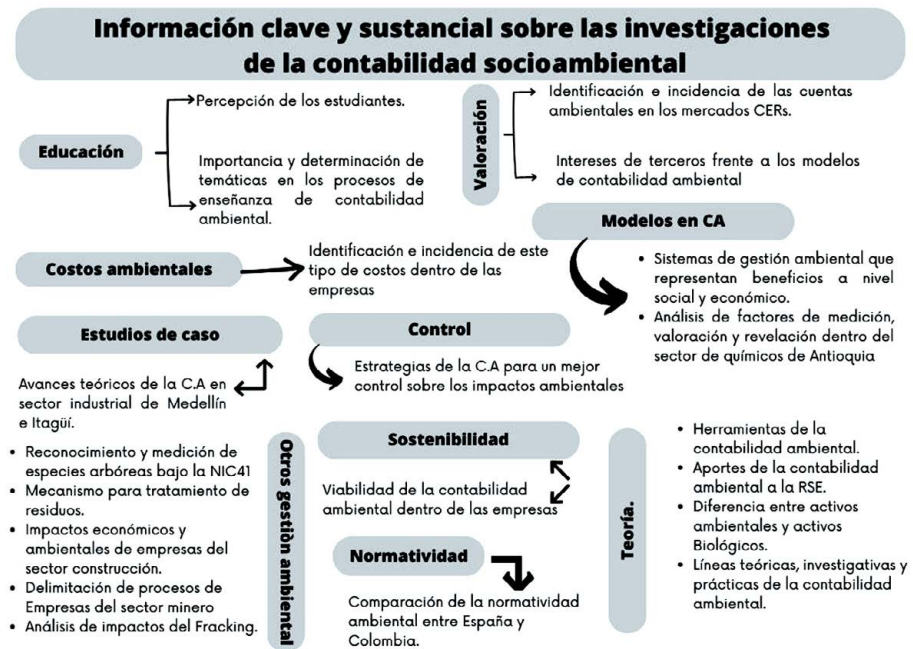 Información clave y sustancial sobre las investigaciones
de la contabilidad socioambiental
Educación
Percepción de los estudiantes.
Importancia y determinación de
temáticas en los procesos de
enseñanza de contabilidad
ambiental.
Valoración
Identificación e incidencia de las cuentas
ambientales en los mercados CERs.
Intereses de terceros frente a los modelos
de contabilidad ambiental
Costos ambientales
Identificación e incidencia de este
tipo de costos dentro de las
empresas
Modelos en CA
• Sistemas de gestión ambiental que
representan beneficios a nivel
social y económico.
• Análisis de factores de medición,
valoración y revelación dentro del
sector de químicos de Antioquia
Estudios de caso
Avances teóricos de la C.A en
sector industrial de Medellín
e Itagüí.
Control
Estrategias de la C.A para un mejor
control sobre los impactos ambientales
• Reconocimiento y medición de
especies arbóreas bajo la NIC41
• Mecanismo para tratamiento de
residuos.
• Impactos económicos y
ambientales de empresas del
sector construcción.
• Delimitación de procesos de
Empresas del sector minero
• Análisis de impactos del Fracking.
Otros gestiòn ambiental
Sostenibilidad
Viabilidad de la contabilidad
ambiental dentro de las empresas
Normatividad
Comparación de la normatividad
ambiental entre España y
Colombia.
Teoría.
• Herramientas de la
contabilidad ambiental.
• Aportes de la contabilidad
ambiental a la RSE.
• Diferencia entre activos
ambientales y activos
Biológicos.
• Líneas teóricas, investigativas y
prácticas de la contabilidad
ambiental.